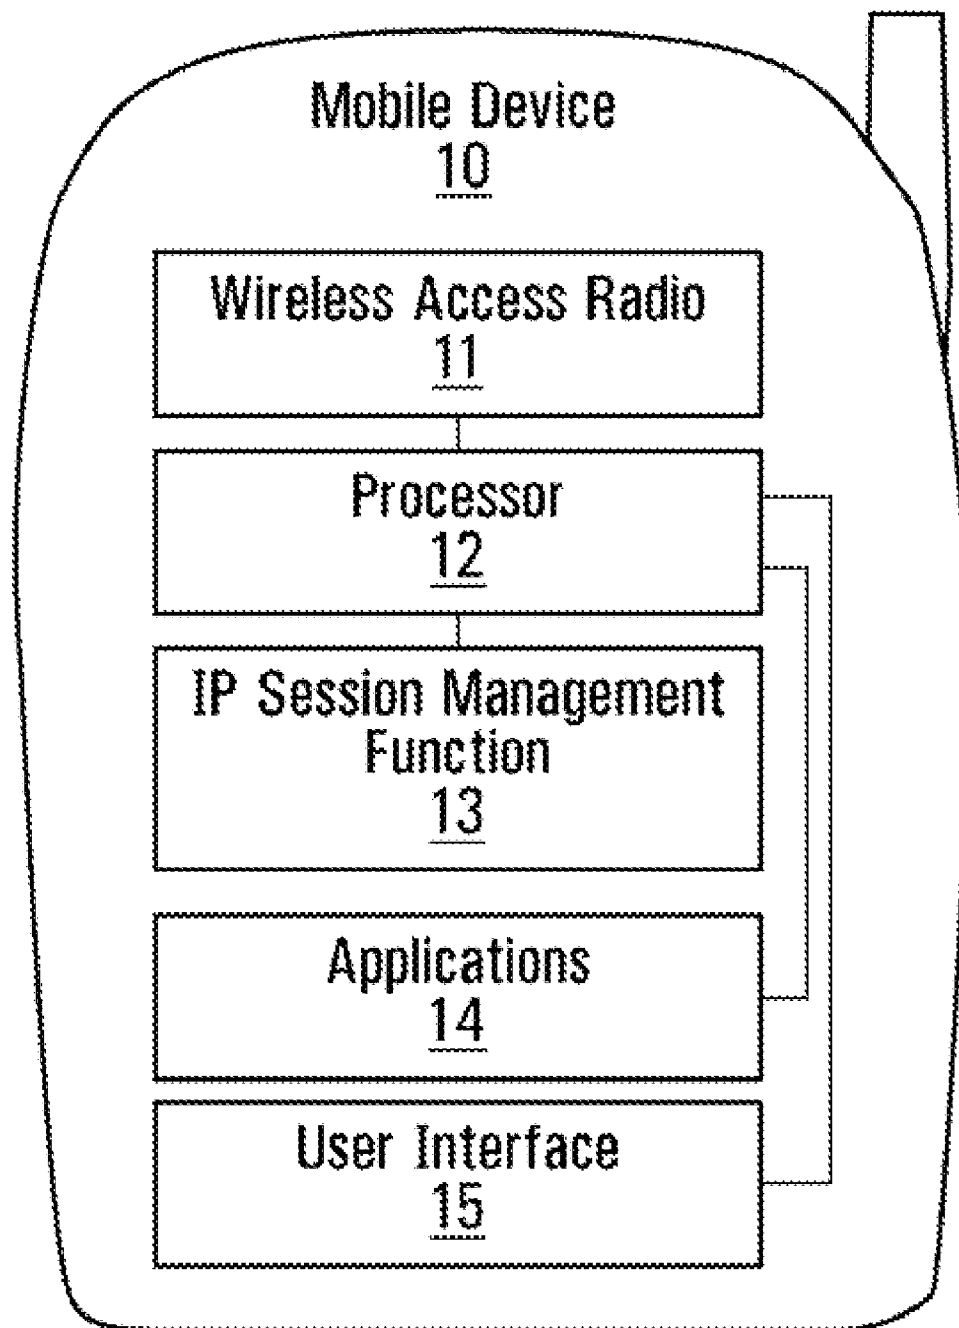 Mobile Device
10
Wireless Access Radio
11
Processor
12
IP Session Management
Function
13
Applications
14
User Interface
15